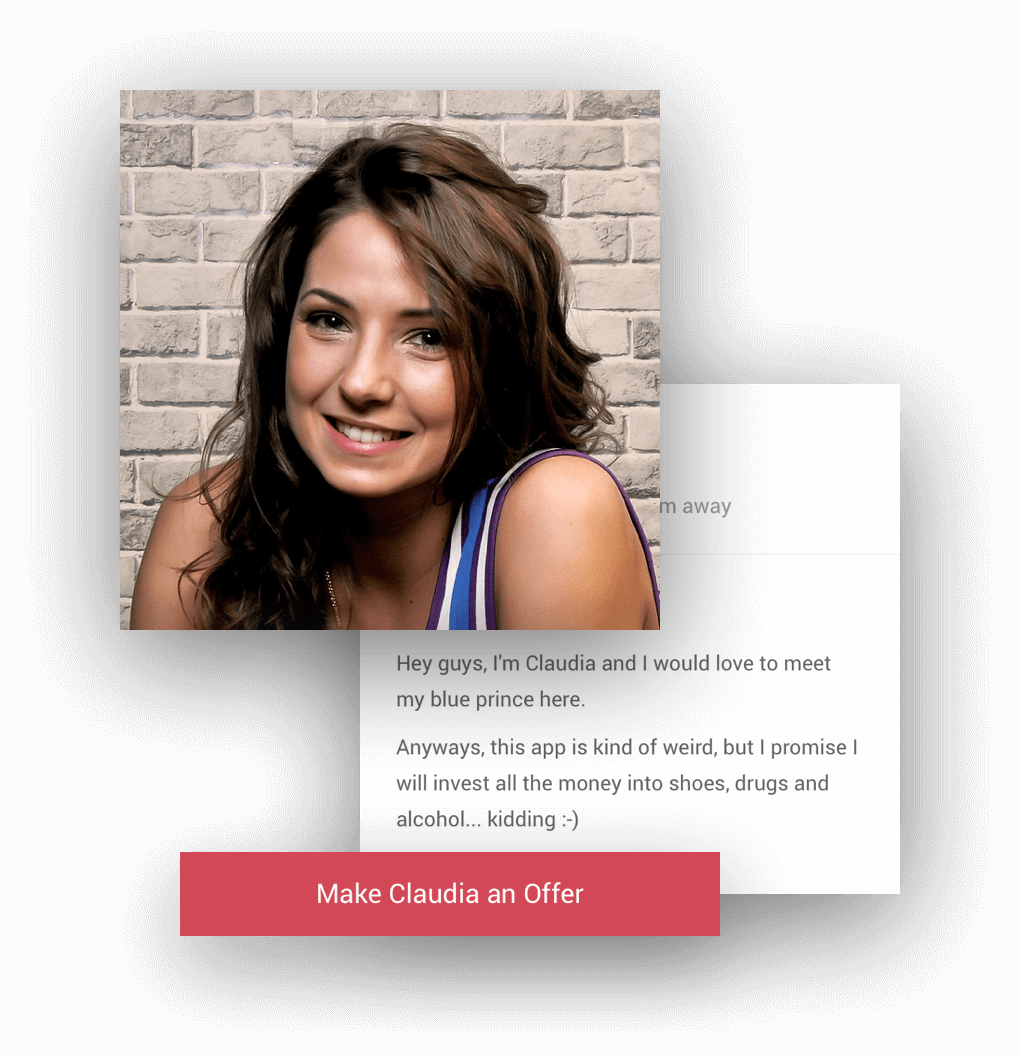 m away
Hey guys, I'm Claudia and I would love to meet
my blue prince here.
Anyways, this app is kind of weird, but I promise I
will invest all the money into shoes, drugs and
alcohol... kidding :-)
Make Claudia an Offer